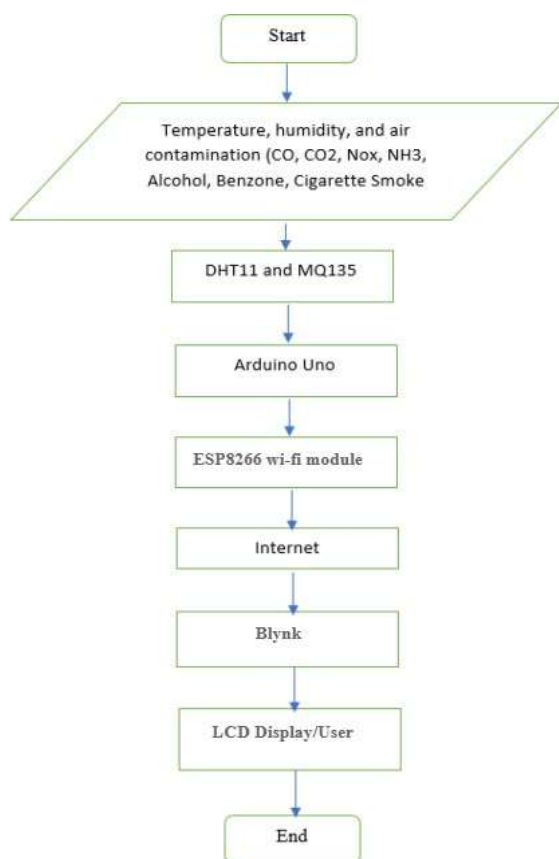 Start
Temperature, humidity, and air
contamination (CO, CO2, Nox, NH3,
Alcohol, Benzone, Cigarette Smoke
DHT11 and MQ135
Arduino Uno
ESP8266 wi-fi module
Internet
Blynk
LCD Display/User
End